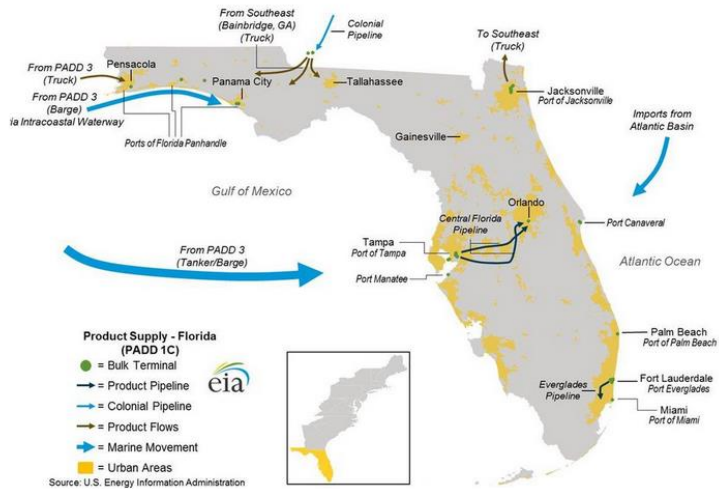 From Southeast
(Bainbridge, GA)
(Truck)
Colonial
Pipeline
To Southeast
(Truck)
From PADD 3
(Truck)
Pensacola
Panama City
Tallahassee
Jacksonville
Port of Jacksonville
From PADD 3
(Barge)
ia Intracoastal Waterway
Imports from
Atlantic Basin
Ports of Florida Panhandle
Gainesville
Gulf of Mexico
Orlando
Central Florida
Pipeline
Port Canaveral
Tampa
Port of Tampa
From PADD 3
(Tanker/Barge)
Atlantic Ocean
Port Manatee
Product Supply - Florida
(PADD 1C)
= Bulk Terminal
= Product Pipeline
= Colonial Pipeline
= Product Flows
= Marine Movement
= Urban Areas
Source: U.S. Energy Information Administration
eia
Palm Beach
Port of Palm Beach
Everglades
Pipeline
Fort Lauderdale
Port Everglades
Miami
Port of Miami